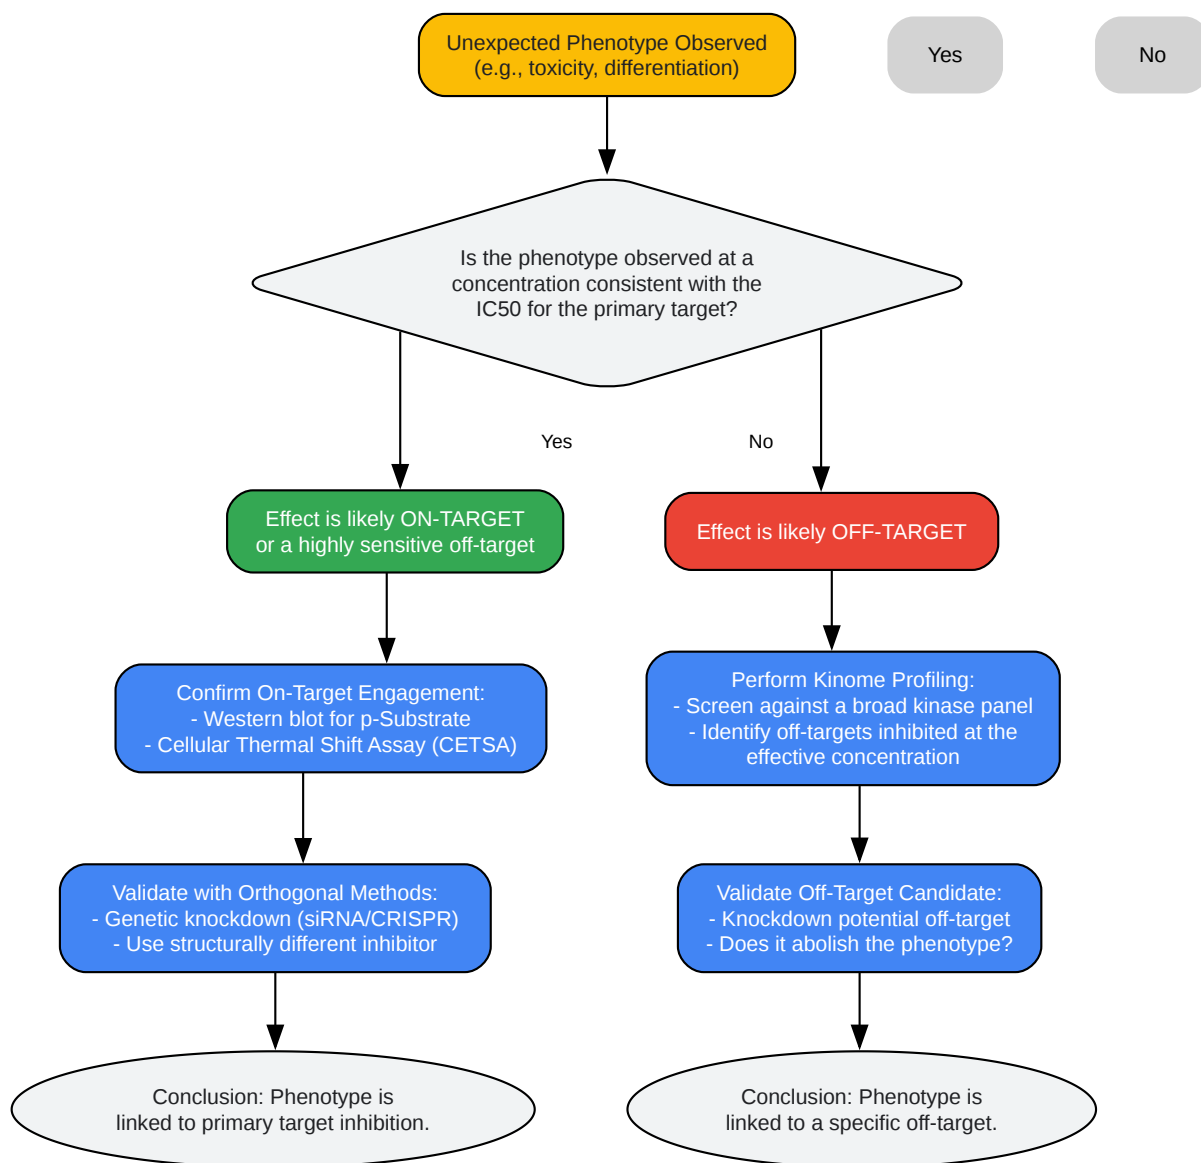 Unexpected Phenotype Observed
(e.g., toxicity, differentiation)
Yes
No
Is the phenotype observed at a
concentration consistent with the
IC50 for the primary target?
Yes
No
Effect is likely ON-TARGET
or a highly sensitive off-target
Effect is likely OFF-TARGET
Confirm On-Target Engagement:
- Western blot for p-Substrate
- Cellular Thermal Shift Assay (CETSA)
Perform Kinome Profiling:
- Screen against a broad kinase panel
- Identify off-targets inhibited at the
effective concentration
Validate with Orthogonal Methods:
- Genetic knockdown (siRNA/CRISPR)
- Use structurally different inhibitor
Validate Off-Target Candidate:
- Knockdown potential off-target
- Does it abolish the phenotype?
Conclusion: Phenotype is
linked to primary target inhibition.
Conclusion: Phenotype is
linked to a specific off-target.